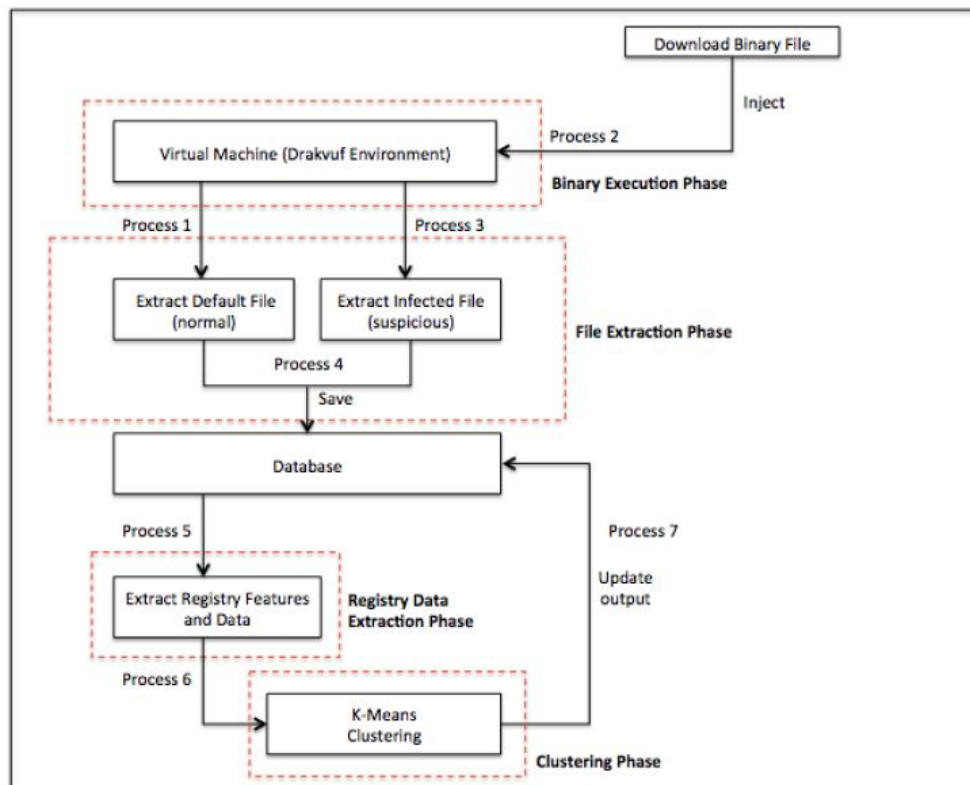 Download Binary File
Inject
Process 2
Virtual Machine (Drakvuf Environment)
Binary Execution Phase
Process 1
Process 3
Extract Default File
(normal)
Extract Infected File
(suspicious)
File Extraction Phase
Process 4
Save
Database
Process 5
Process 7
Update
output
Extract Registry Features
and Data
Registry Data
Extraction Phase
Process 6
K-Means
Clustering
Clustering Phase